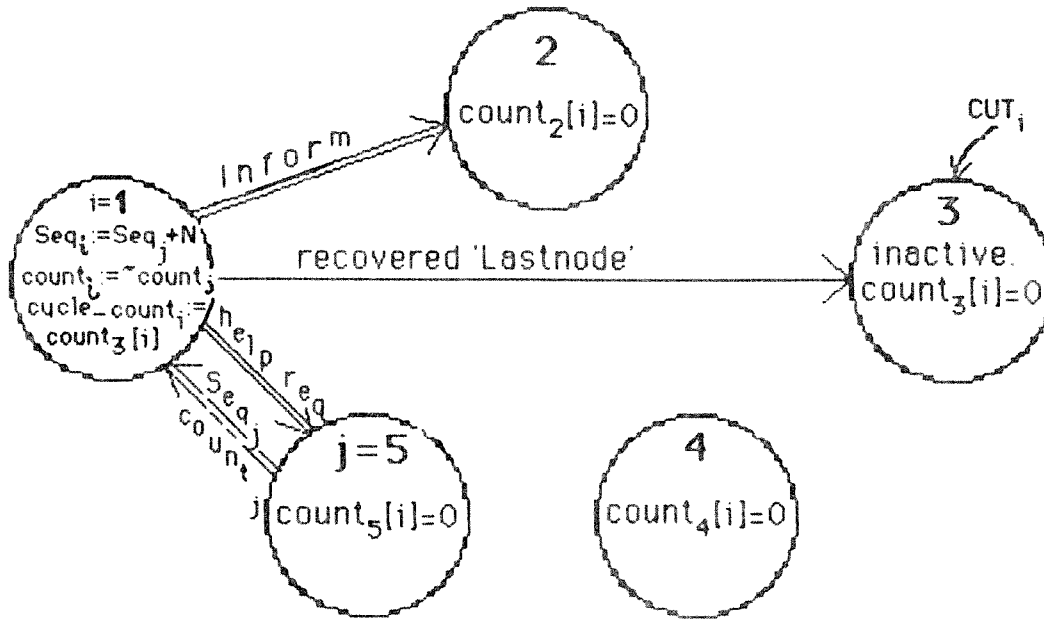 2
count₂[i]=0
CUTᵢ
Inform
i=1
Seqᵢ:=Seqⱼ+N
countᵢ:=~countⱼ
cycle_countᵢ:=
count₃[i]
recovered 'Lastnode'
3
inactive.
count₃[i]=0
help req
Seqⱼ
countⱼ
j=5
count₅[i]=0
4
count₄[i]=0